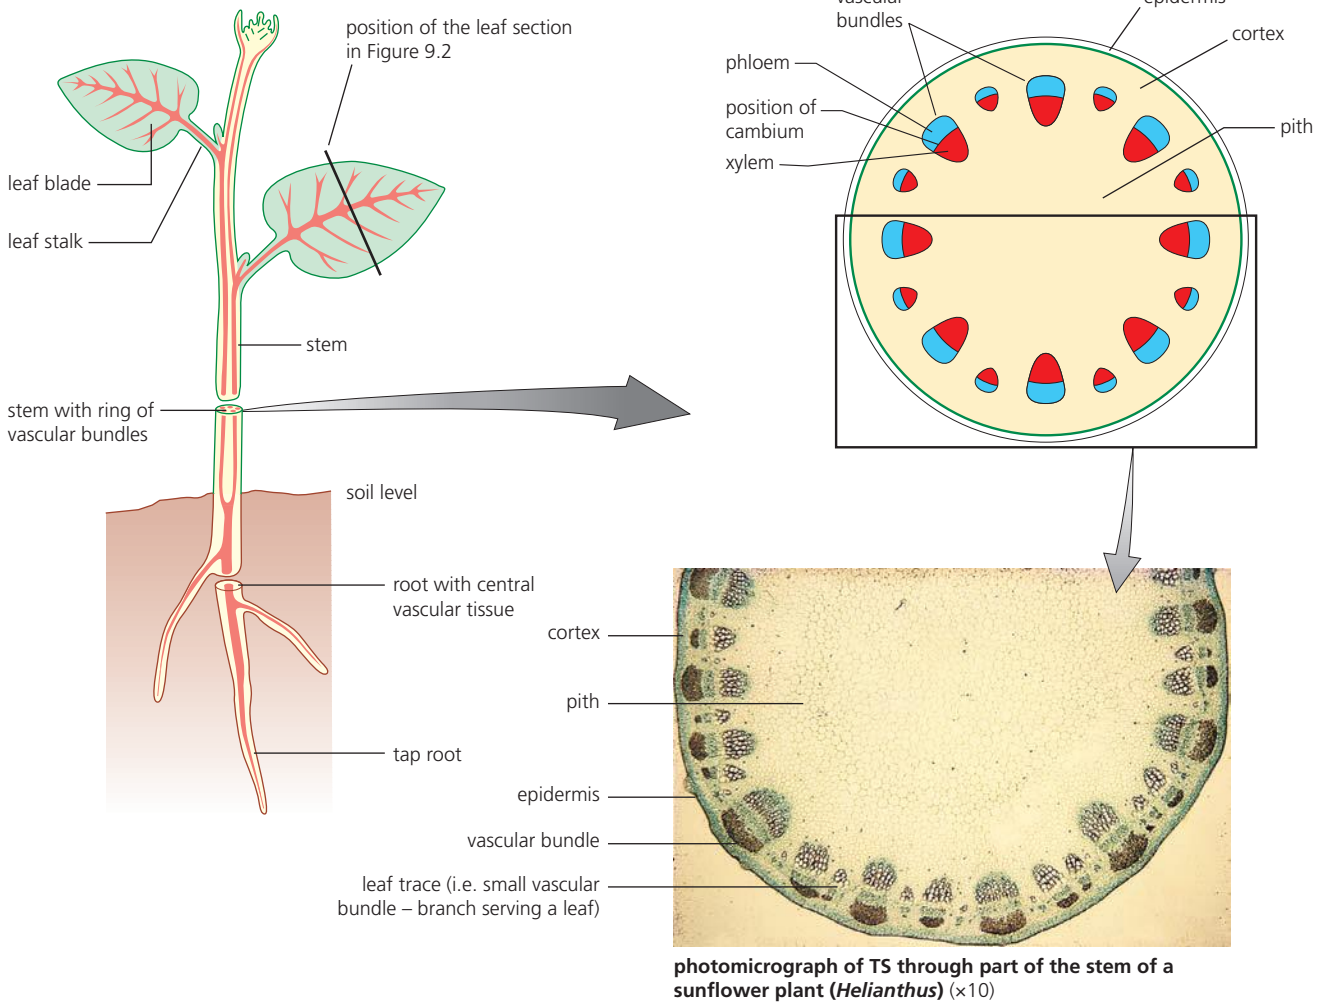 position of the leaf section
in Figure 9.2
leaf blade
leaf stalk
stem
stem with ring of
vascular bundles
soil level
root with central
vascular tissue
tap root
bundles
phloem
position of
cambium
xylem
cortex
pith
cortex
pith
epidermis
vascular bundle
leaf trace (i.e. small vascular
bundle – branch serving a leaf)
photomicrograph of TS through part of the stem of a
sunflower plant (Helianthus) (×10)